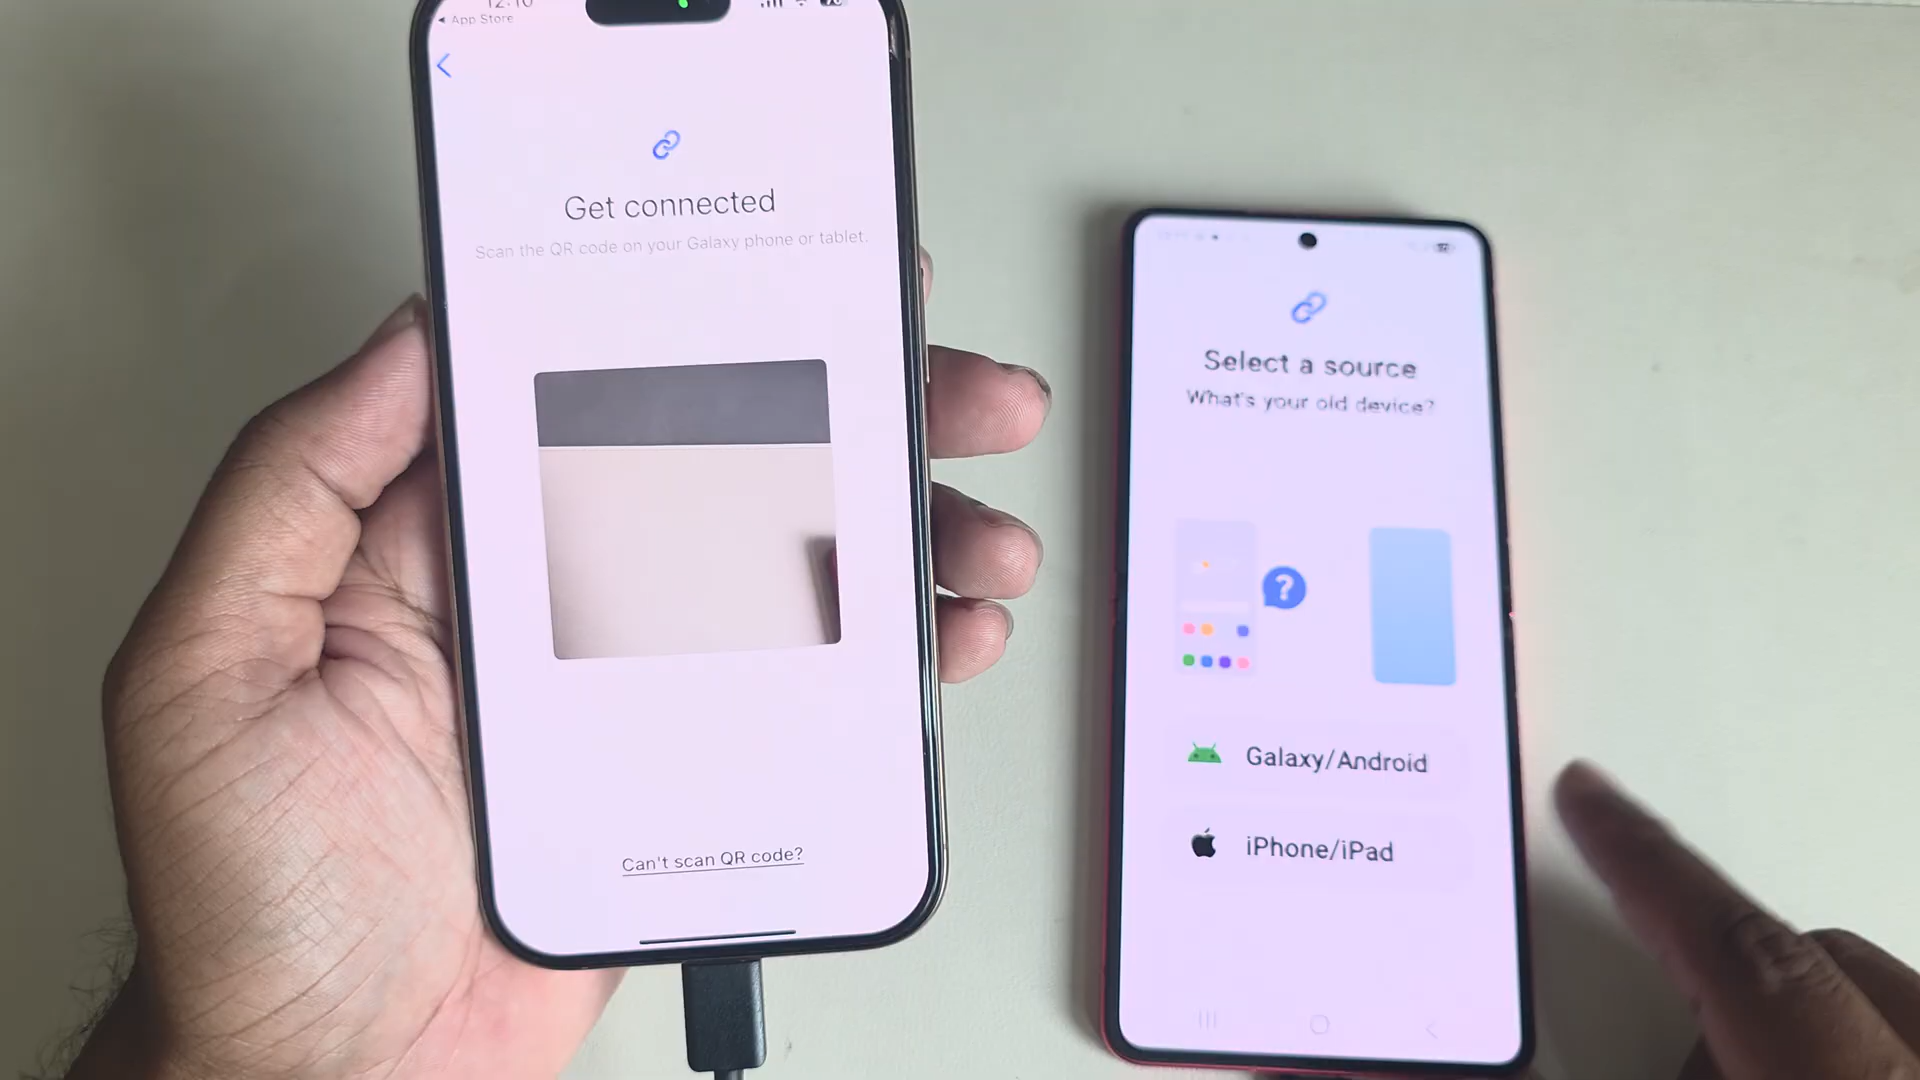 App Store
Get connected
Scan the QR code on your Galaxy phone or tablet.
Can't scan QR code?
Select a source
What's your old device?
?
Galaxy/Android
iPhone/iPad